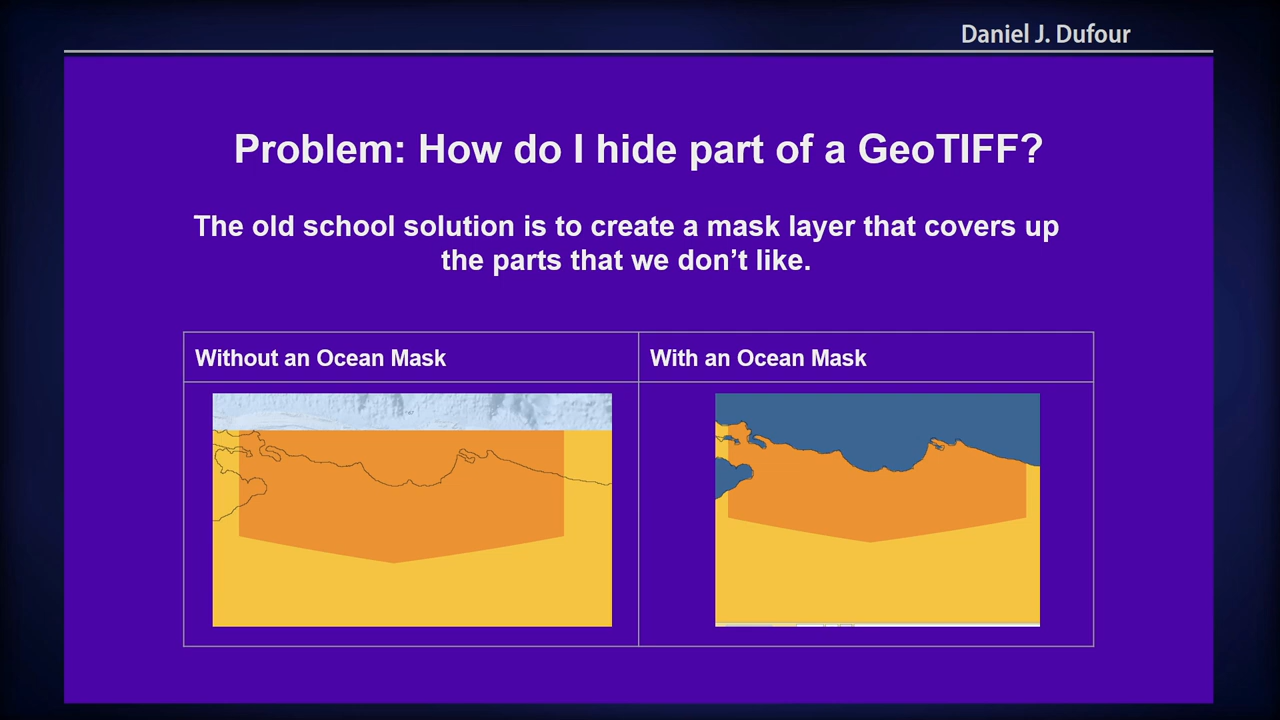 Daniel J. Dufour
Problem: How do I hide part of a GeoTIFF?
The old school solution is to create a mask layer that covers up
the parts that we don’t like.
Without an Ocean Mask
With an Ocean Mask